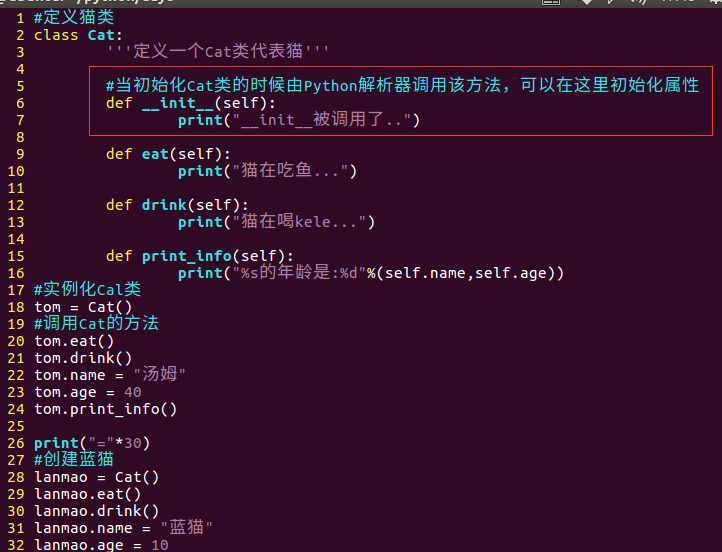 1 #定义猫类
2 class Cat:
3         '''定义一个Cat类代表猫'''
4
5         #当初始化Cat类的时候由Python解析器调用该方法，可以在这里初始化属性
6         def __init__(self):
7                 print("__init__被调用了..")
8
9         def eat(self):
10                 print("猫在吃鱼...")
11
12         def drink(self):
13                 print("猫在喝kele...")
14
15         def print_info(self):
16                 print("%s的年龄是:%d"%(self.name,self.age))
17 #实例化Cal类
18 tom = Cat()
19 #调用Cat的方法
20 tom.eat()
21 tom.drink()
22 tom.name = "汤姆"
23 tom.age = 40
24 tom.print_info()
25
26 print("="*30)
27 #创建蓝猫
28 lanmao = Cat()
29 lanmao.eat()
30 lanmao.drink()
31 lanmao.name = "蓝猫"
32 lanmao.age = 10